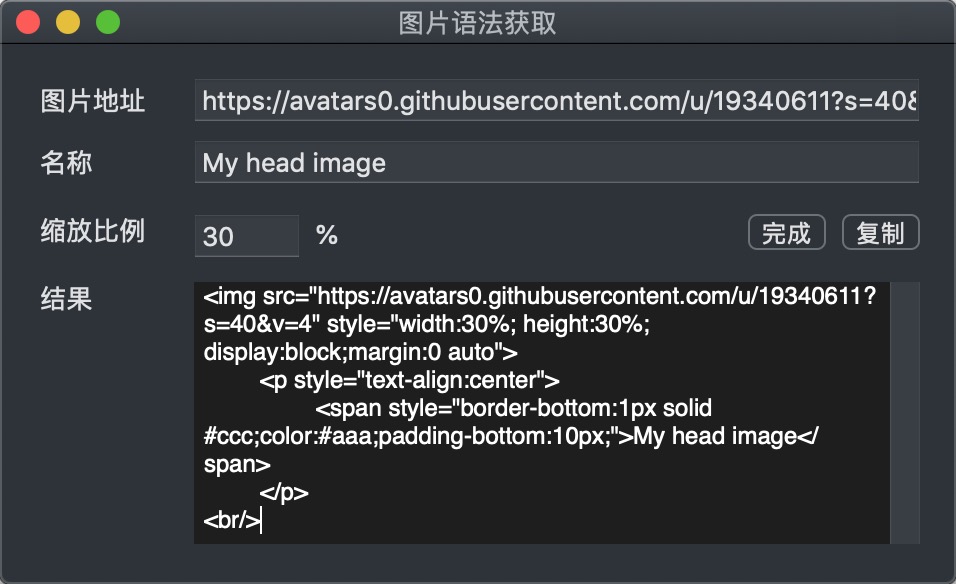 图片语法获取
图片地址
https://avatars0.githubusercontent.com/u/19340611?s=40&
名称
My head image
缩放比例
30 %
完成 复制
结果
<img src="https://avatars0.githubusercontent.com/u/19340611?
s=40&v=4" style="width:30%; height:30%;
display:block;margin:0 auto">
<p style="text-align:center">
<span style="border-bottom:1px solid
#ccc;color:#aaa;padding-bottom:10px;">My head image</
span>
</p>
<br/>